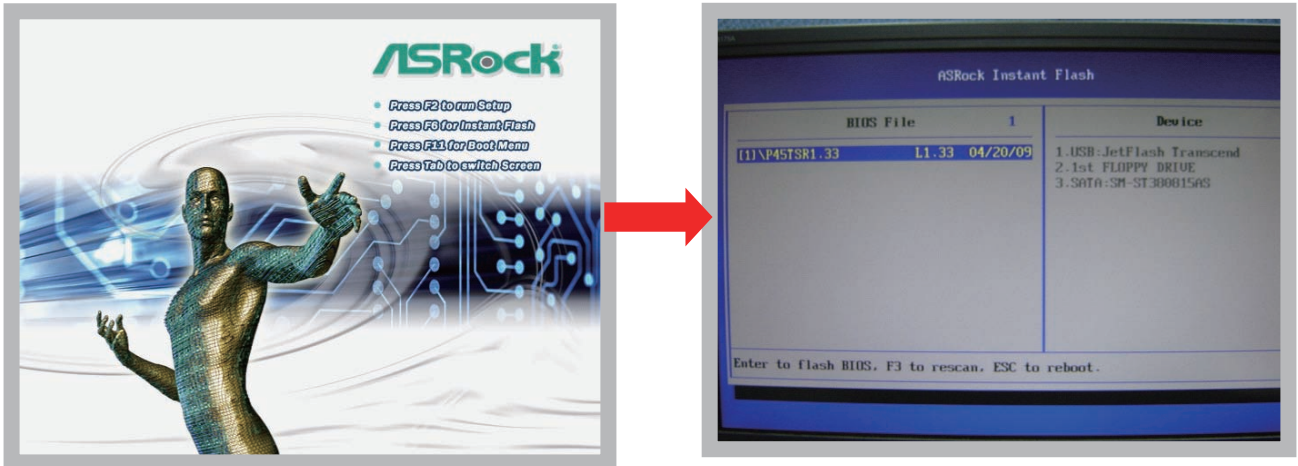 ASRock
Press F2 to run Setup
Press F6 for Instant Flash
Press F11 for Boot Menu
Press Tab to switch Screen
ASRock Instant Flash
BIOS File 1
Device
[1]\P45TSR1.33 L1.33 04/20/09
1.USB:JetFlash Transcend
2.1st FLOPPY DRIVE
3.SATA:SM-ST380815AS
Enter to flash BIOS, F3 to rescan, ESC to reboot.